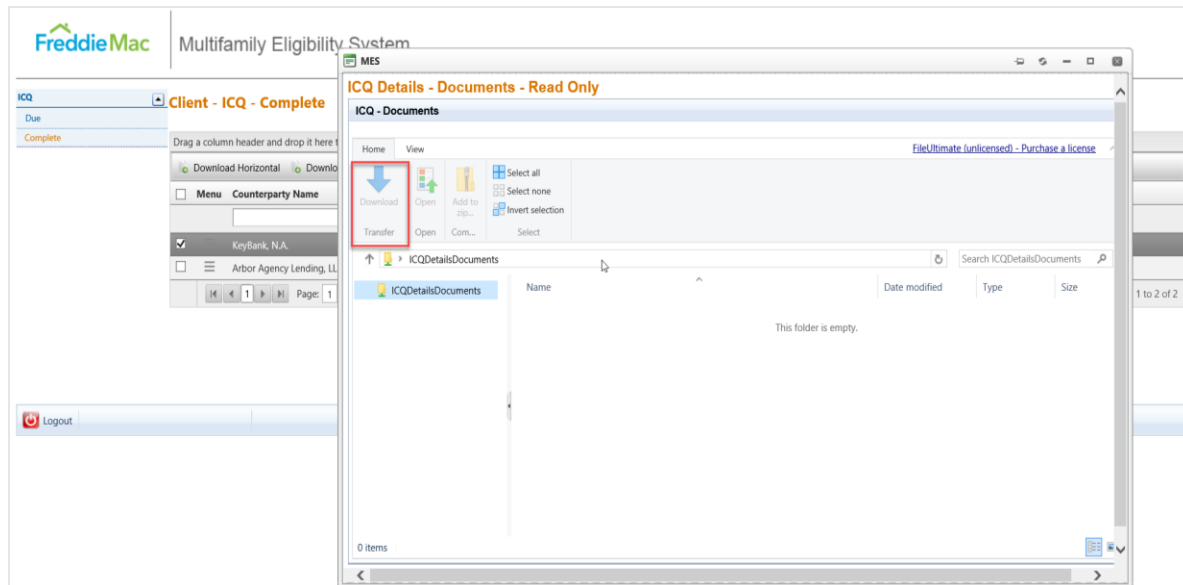 Freddie Mac
Multifamily Eligibility System
MES
ICQ Details - Documents - Read Only
ICQ - Documents
ICQ
Due
Complete
Client - ICQ - Complete
Drag a column header and drop it here
Download Horizontal
Menu Counterparty Name
KeyBank, N.A.
Arbor Agency Lending, LL
1 Page: 1
1 to 2 of 2
Logout
Home View
FileUltimate (unlicensed) - Purchase a license
Download Open Add to zip...
Select all
Select none
Invert selection
Transfer Open Com... Select
ICQDetailsDocuments
Search ICQDetailsDocuments
ICQDetailsDocuments
Name Date modified Type Size
This folder is empty.
0 items